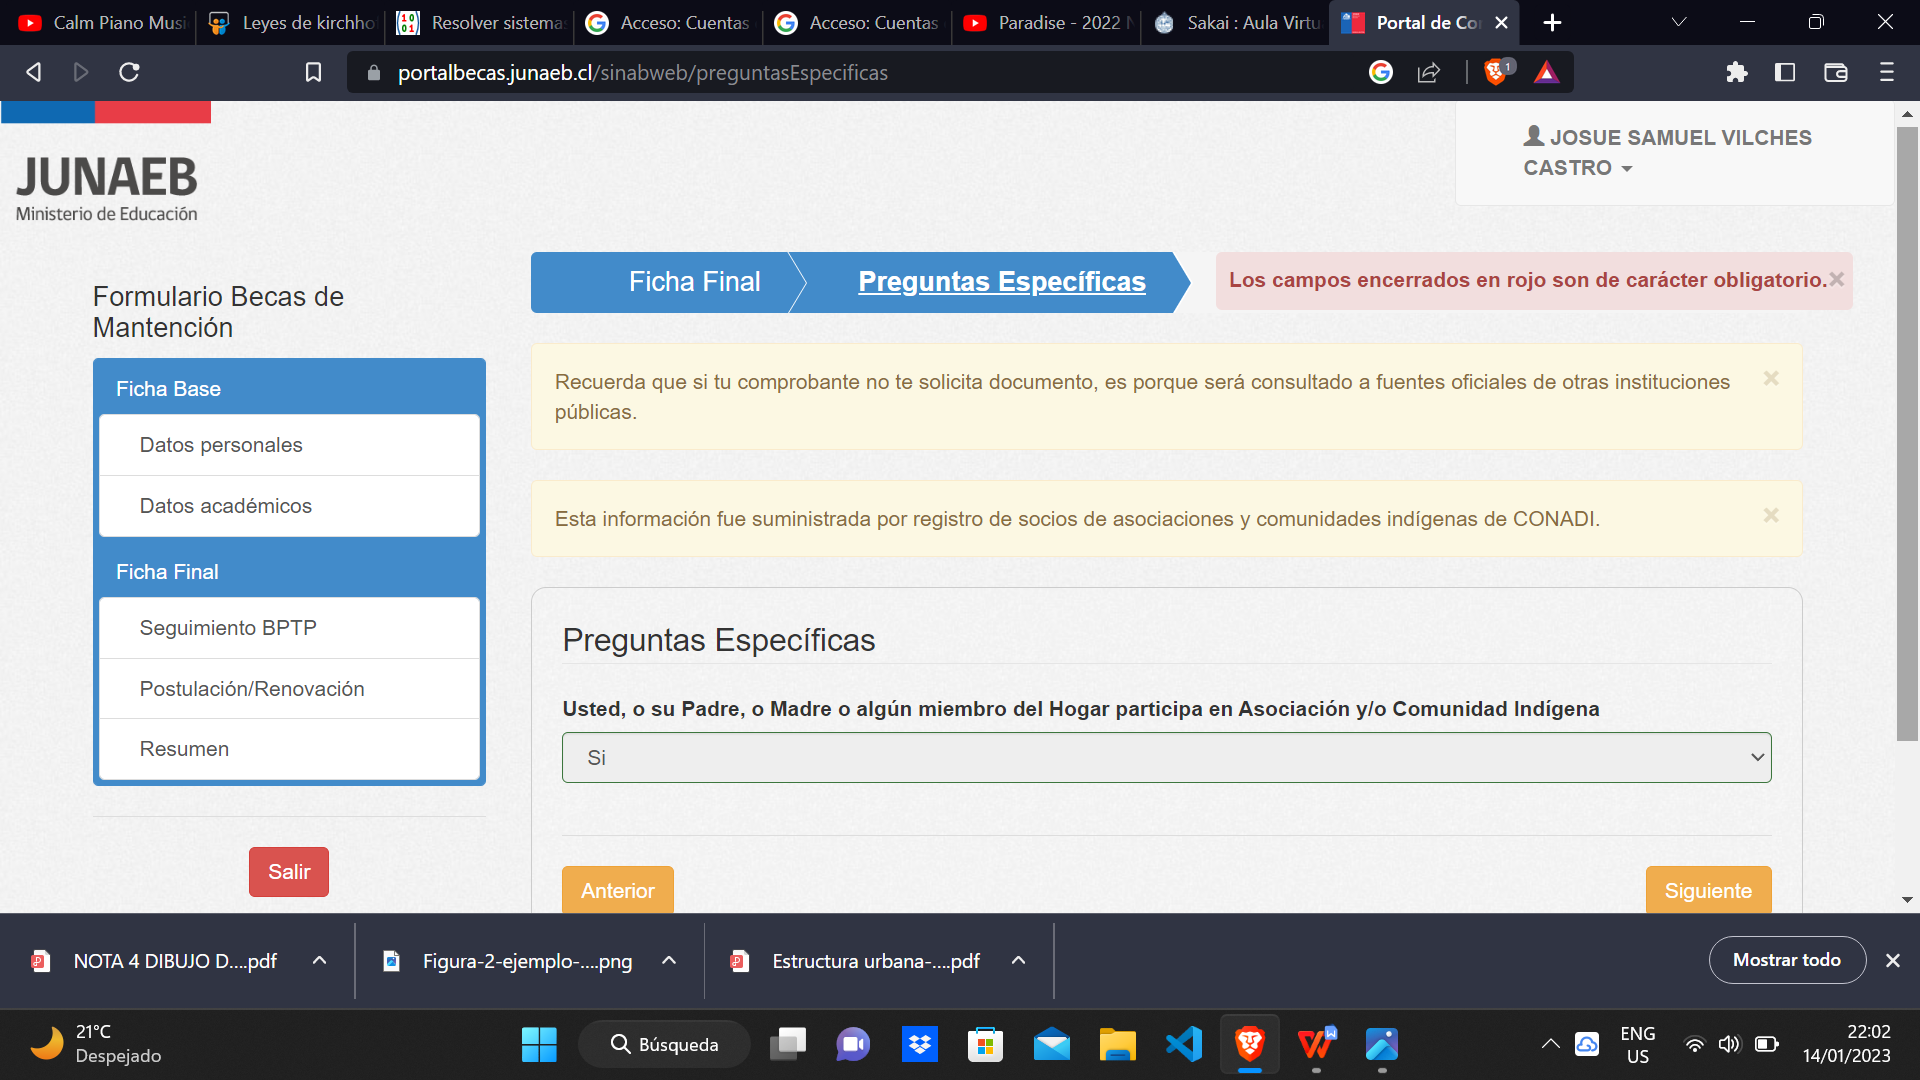 Calm Piano Musi
Leyes de kirchho
Resolver sistema
Acceso: Cuentas
Acceso: Cuentas
Paradise - 2022 N
Sakai : Aula Virtu
Portal de Co
portalbecas.junaeb.cl/sinabweb/preguntasEspecificas
1
JOSUE SAMUEL VILCHES
CASTRO
JUNAEB
Ministerio de Educación
Formulario Becas de
Mantención
Ficha Base
Datos personales
Datos académicos
Ficha Final
Seguimiento BPTP
Postulación/Renovación
Resumen
Salir
Ficha Final
Preguntas Específicas
Los campos encerrados en rojo son de carácter obligatorio.
Recuerda que si tu comprobante no te solicita documento, es porque será consultado a fuentes oficiales de otras instituciones
públicas.
Esta información fue suministrada por registro de socios de asociaciones y comunidades indígenas de CONADI.
Preguntas Específicas
Usted, o su Padre, o Madre o algún miembro del Hogar participa en Asociación y/o Comunidad Indígena
Si
Anterior
Siguiente
NOTA 4 DIBUJO D....pdf
Figura-2-ejemplo-....png
Estructura urbana-....pdf
Mostrar todo
21°C
Despejado
Búsqueda
ENG
US
22:02
14/01/2023